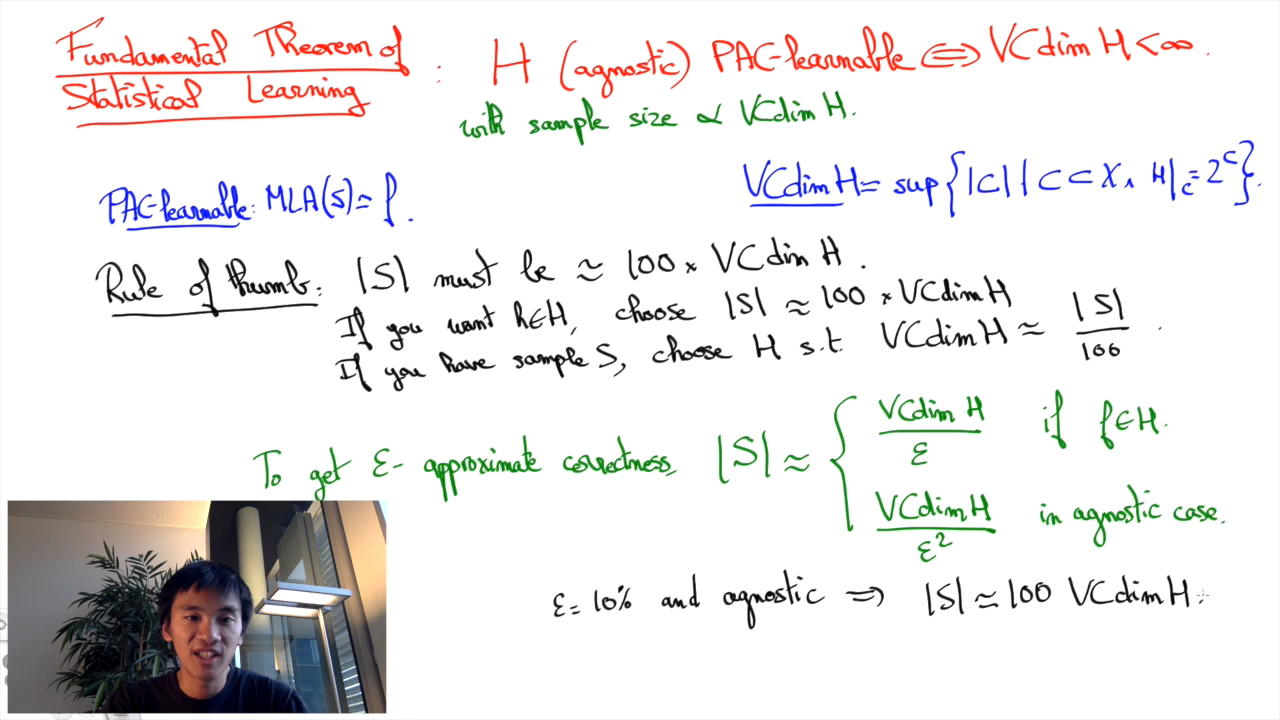 Fundamental Theorem of
Statistical Learning : H (agnostic) PAC-learnable ⇔ VCdim H < ∞.
with sample size ∝ VCdim H.
PAC-learnable: MLA(S) ≃ f.
VCdim H = sup{|C| | C ⊂ X ∧ H|_C = 2^C}.
Rule of thumb: |S| must be ≈ 100 × VCdim H.
If you want h∈H, choose |S| ≈ 100 × VCdim H
If you have sample S, choose H s.t. VCdim H ≈ |S|/100.
To get ε-approximate correctness, |S| ≈ { VCdim H / ε if f∈H.
VCdim H / ε² in agnostic case.
ε = 10% and agnostic ⇒ |S| ≃ 100 VCdim H.